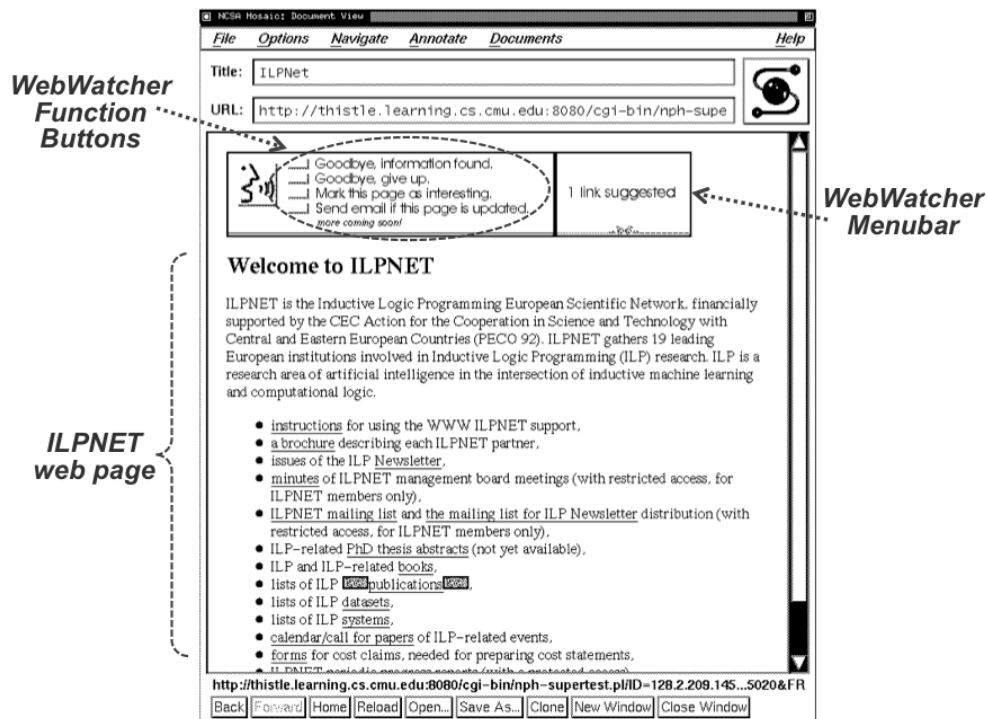 NCSA Mosaic: Document View
File Options Navigate Annotate Documents Help
Title: ILPNet
URL: http://thistle.learning.cs.cmu.edu:8080/cgi-bin/nph-supe
WebWatcher
Function
Buttons
Goodbye, information found.
Goodbye, give up.
Mark this page as interesting.
Send email if this page is updated.
more coming soon!
1 link suggested
WebWatcher
Menubar
Welcome to ILPNET
ILPNET is the Inductive Logic Programming European Scientific Network, financially
supported by the CEC Action for the Cooperation in Science and Technology with
Central and Eastern European Countries (PECO 92). ILPNET gathers 19 leading
European institutions involved in Inductive Logic Programming (ILP) research. ILP is a
research area of artificial intelligence in the intersection of inductive machine learning
and computational logic.
ILPNET
web page
instructions for using the WWW ILPNET support,
a brochure describing each ILPNET partner,
issues of the ILP Newsletter,
minutes of ILPNET management board meetings (with restricted access, for
ILPNET members only),
ILPNET mailing list and the mailing list for ILP Newsletter distribution (with
restricted access, for ILPNET members only),
ILP-related PhD thesis abstracts (not yet available),
ILP and ILP-related books,
lists of ILP publications,
lists of ILP datasets,
lists of ILP systems,
calendar/call for papers of ILP-related events,
forms for cost claims, needed for preparing cost statements,
ILPNET periodic progress reports (with a protected access)
http://thistle.learning.cs.cmu.edu:8080/cgi-bin/nph-supertest.pl/ID=128.2.209.145...5020&FR
Back Forward Home Reload Open... Save As... Clone New Window Close Window